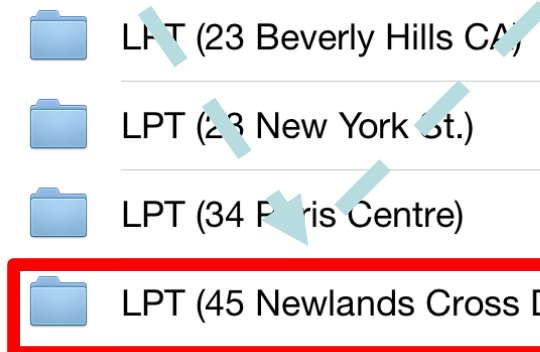 LPT (23 Beverly Hills CA)
LPT (23 New York St.)
LPT (34 Paris Centre)
LPT (45 Newlands Cross